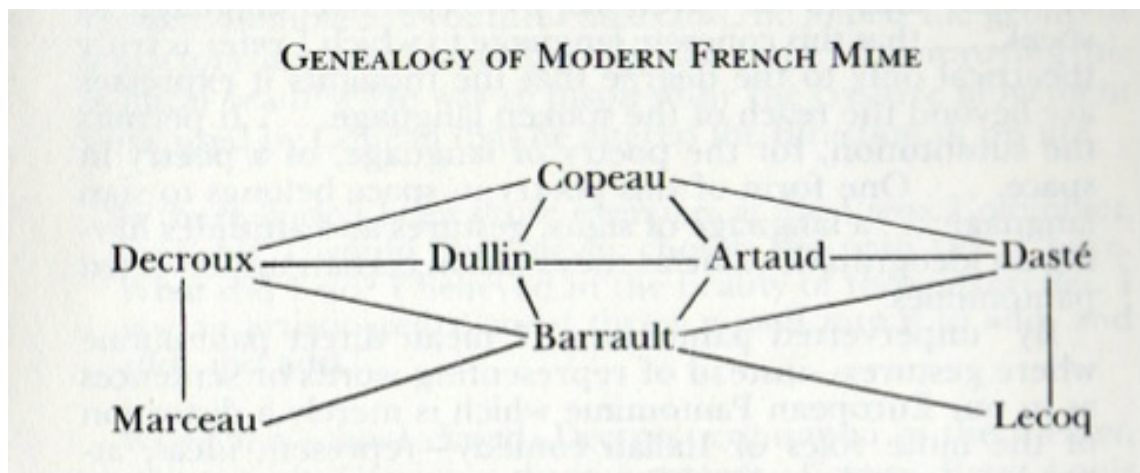 GENEALOGY OF MODERN FRENCH MIME
Copeau
Decroux Dullin Artaud Dasté
Barrault
Marceau Lecoq